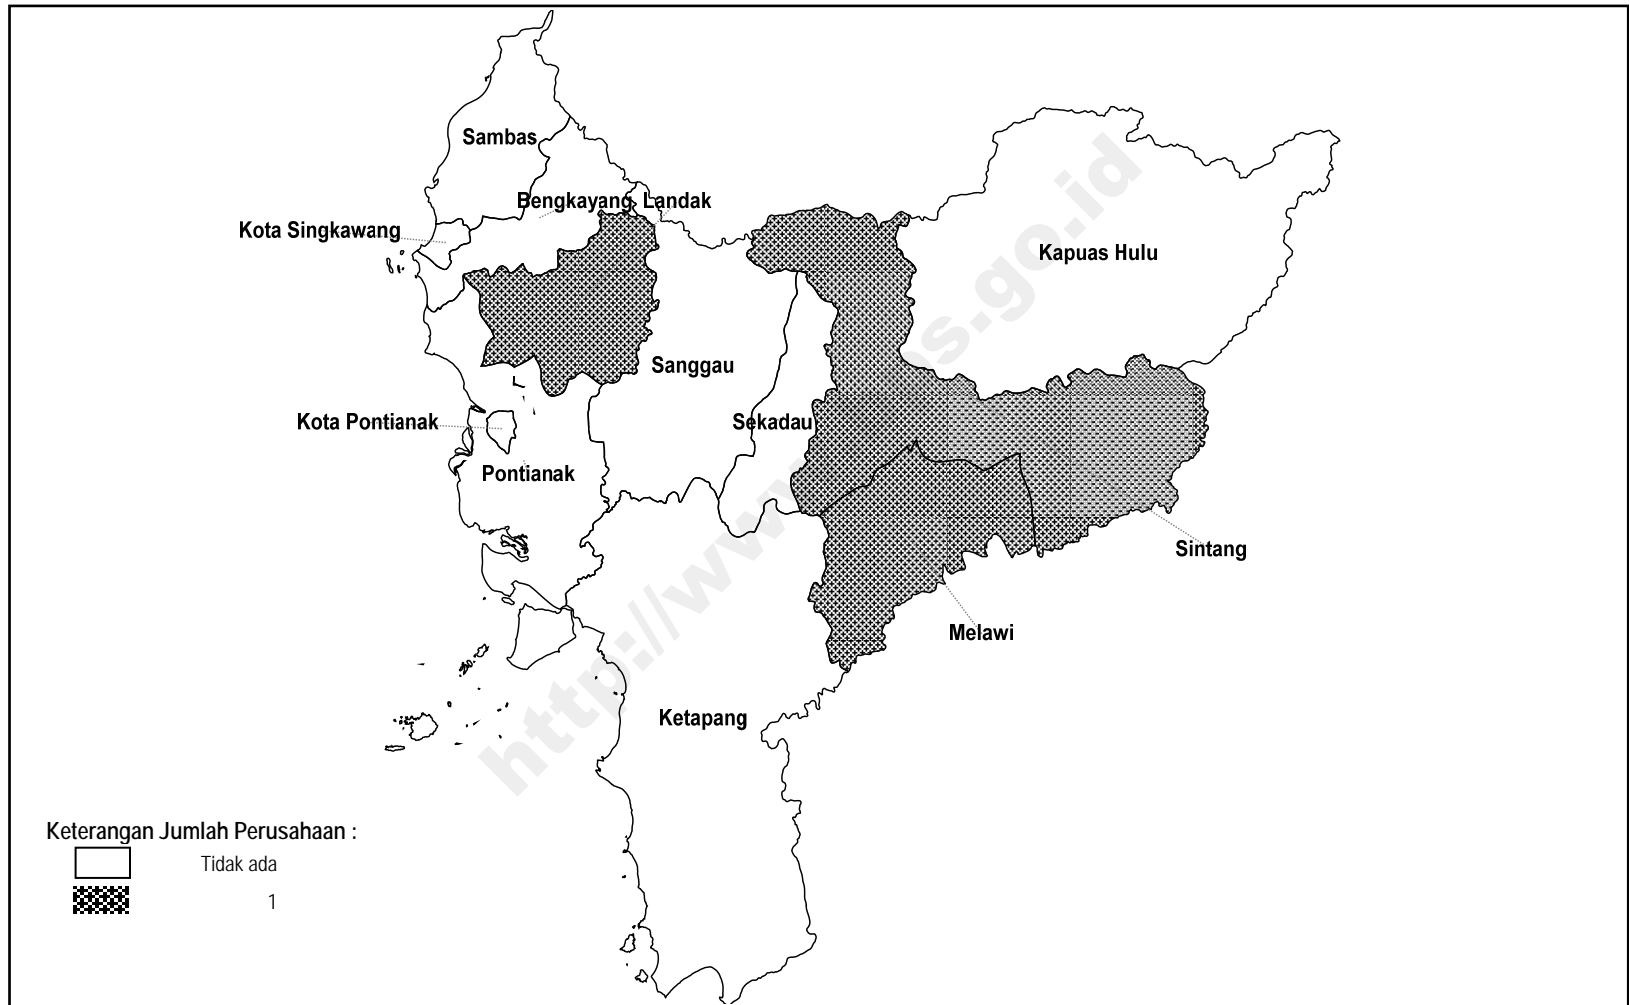 Sambas
Bengkayang
Landak
Kota Singkawang
Kapuas Hulu
Sanggau
Kota Pontianak
Sekadau
Pontianak
Sintang
Melawi
Ketapang
Keterangan Jumlah Perusahaan :
Tidak ada
1